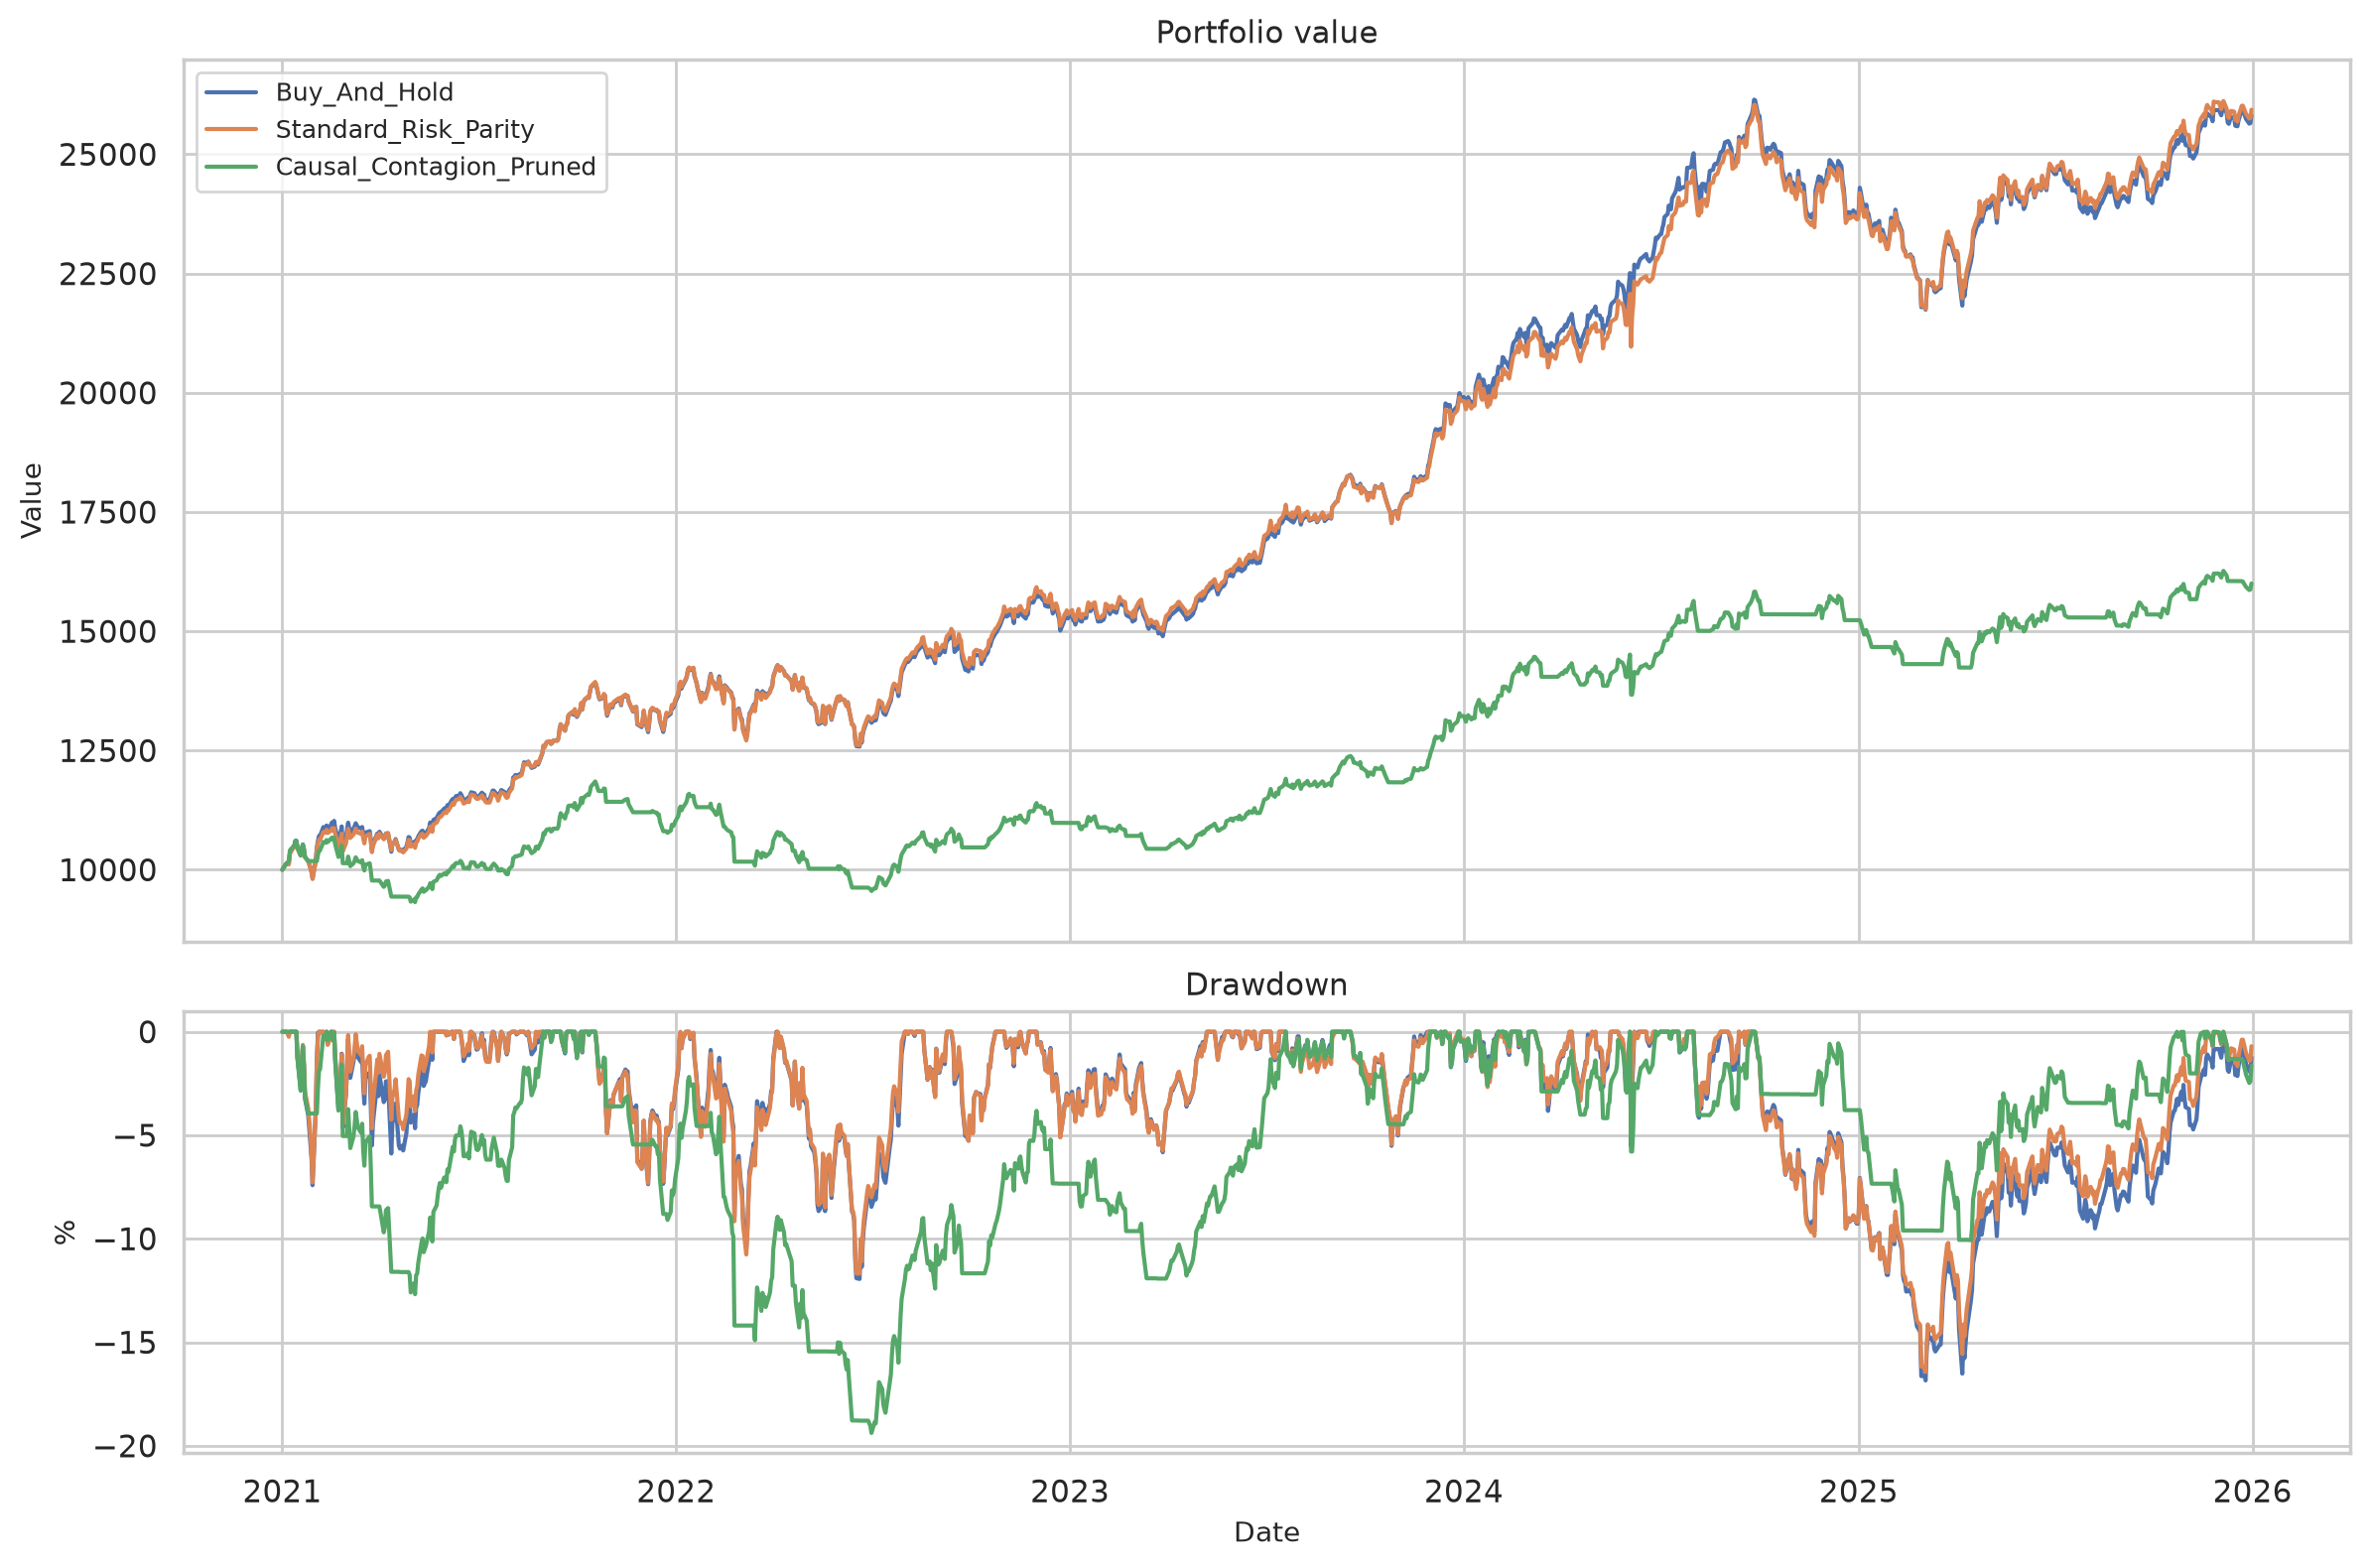 Portfolio value
Buy_And_Hold
Standard_Risk_Parity
Causal_Contagion_Pruned
25000
22500
20000
17500
15000
12500
10000
Value
Drawdown
0
−5
−10
−15
−20
%
2021
2022
2023
2024
2025
2026
Date